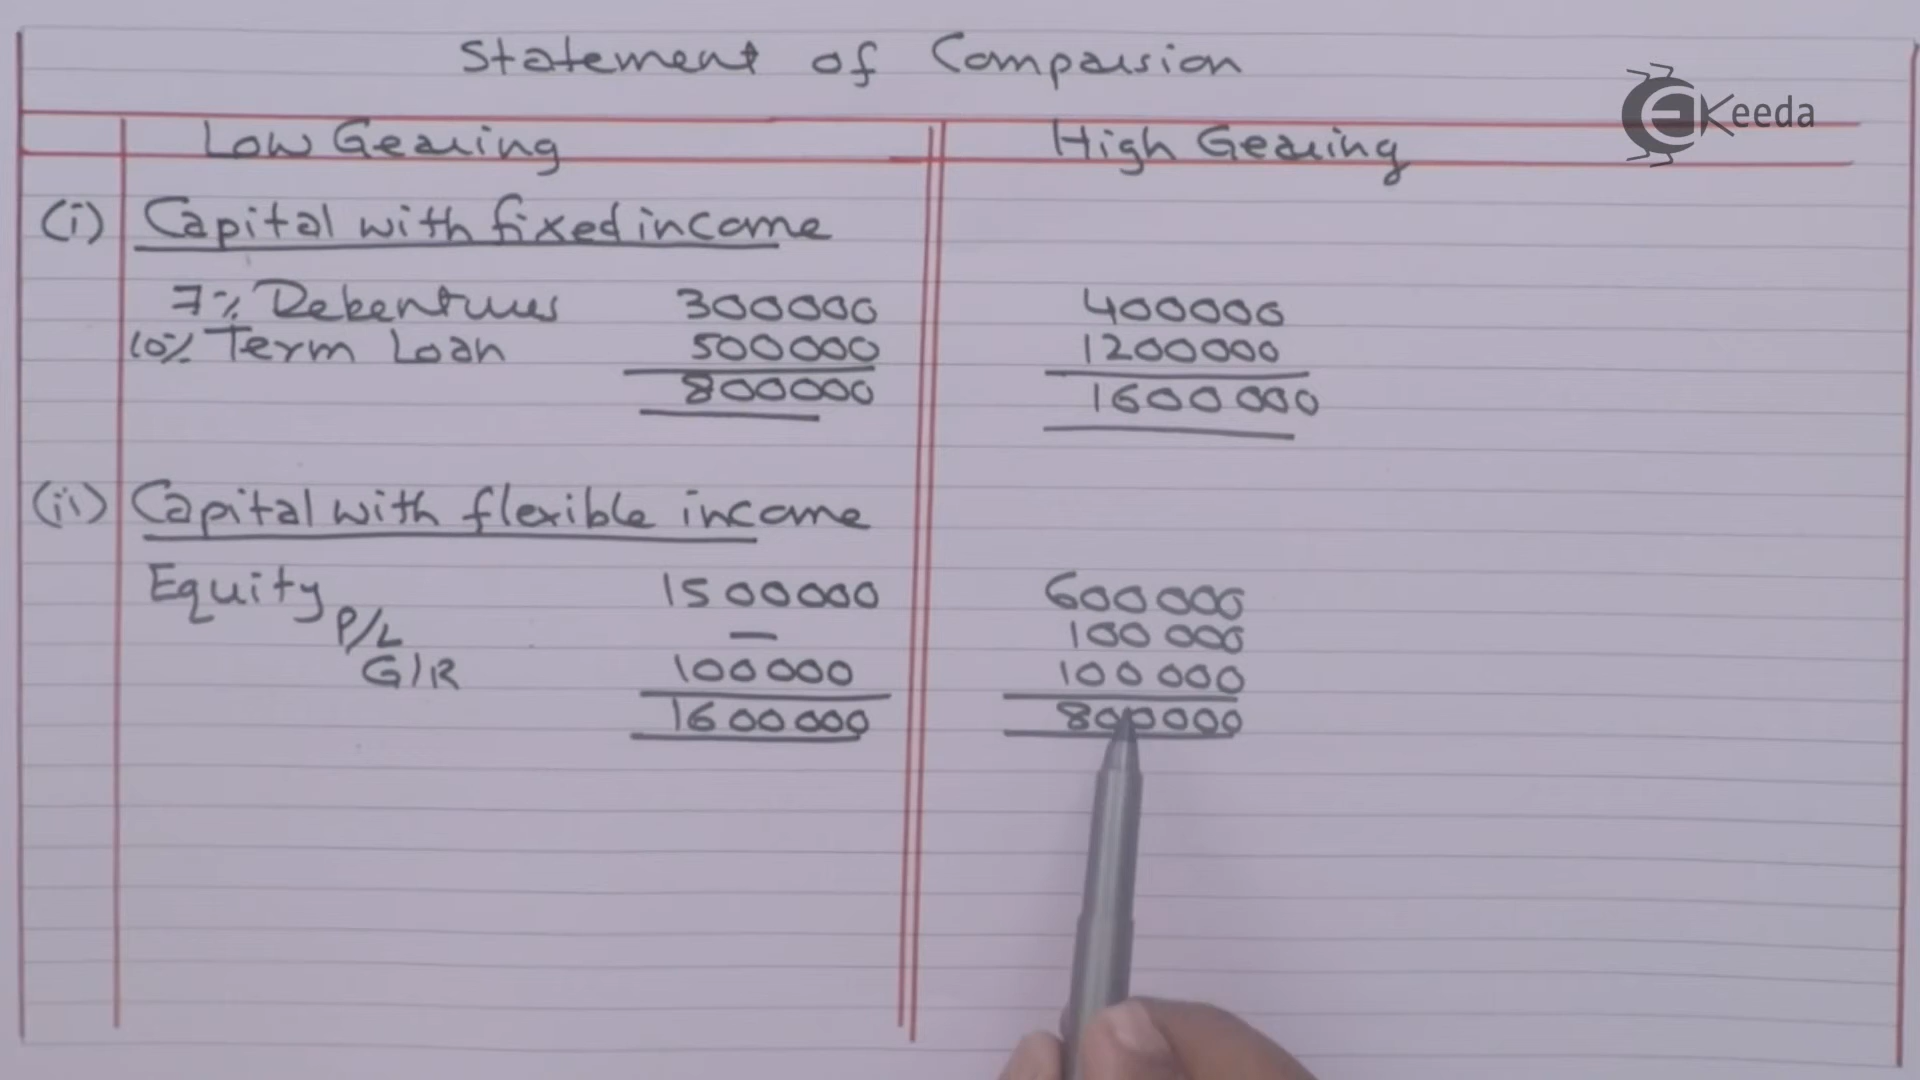 Statement of Comparsion
Keeda
Low Gearing High Gearing
(i) Capital with fixed income
7% Debentures 300000 400000
10% Term Loan 500000 1200000
800000 1600000
(ii) Capital with flexible income
Equity 1500000 600000
P/L — 100000
G/R 100000 100000
1600000 800000